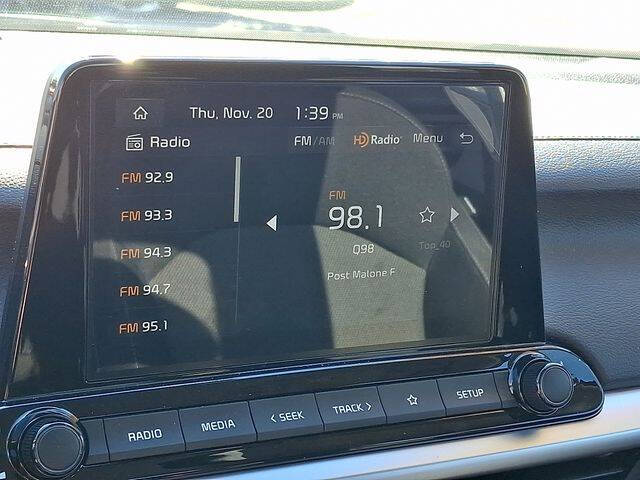 Thu, Nov. 20 1:39 PM
Radio FM/AM HD Radio Menu
FM 92.9
FM 93.3
FM 94.3
FM 94.7
FM 95.1
FM
98.1
Q98
Top_40
Post Malone F
RADIO MEDIA < SEEK TRACK > SETUP